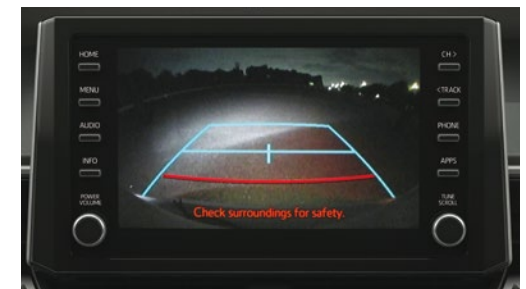 HOME
MENU
AUDIO
INFO
POWER
VOLUME
Check surroundings for safety.
CH >
< TRACK
PHONE
APPS
TUNE
SCROLL